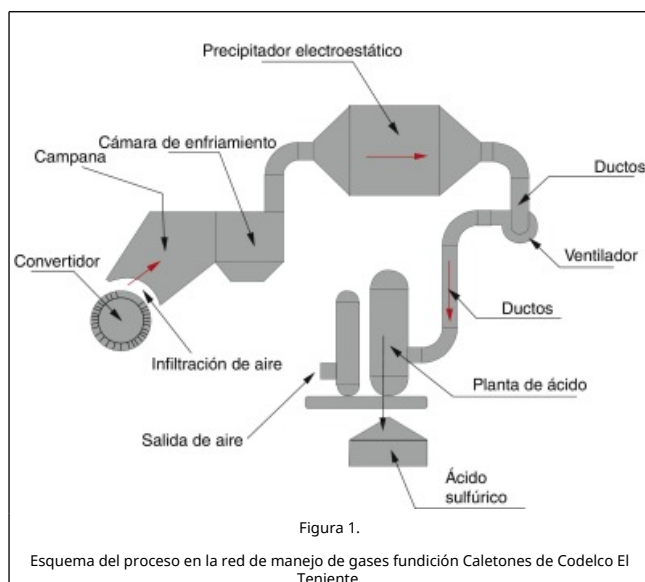 Precipitador electroestático
Cámara de enfriamiento
Campana
Ductos
Convertidor
Ventilador
Ductos
Infiltración de aire
Planta de ácido
Salida de aire
Ácido
sulfúrico
Figura 1.
Esquema del proceso en la red de manejo de gases fundición Caletones de Codelco El
Teniente